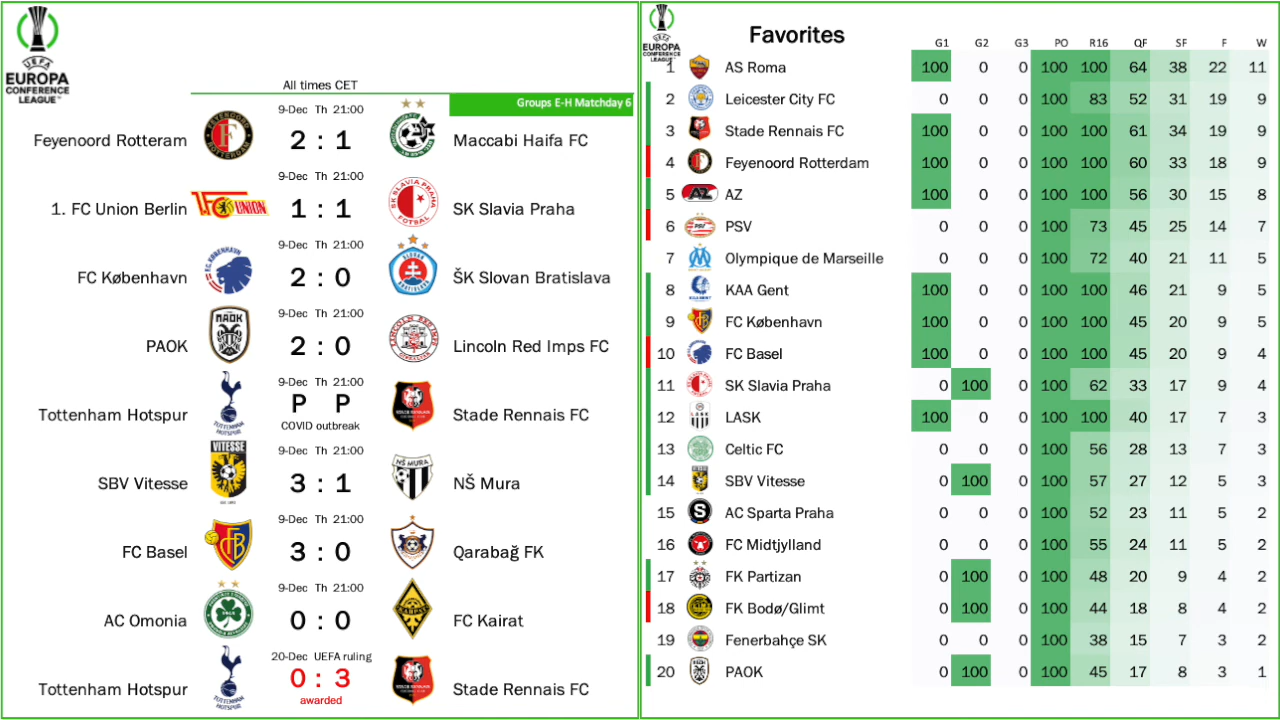 UEFA
EUROPA
CONFERENCE
LEAGUE™
All times CET
Groups E-H Matchday 6
9-Dec Th 21:00
Feyenoord Rotteram 2 : 1 Maccabi Haifa FC
9-Dec Th 21:00
1. FC Union Berlin 1 : 1 SK Slavia Praha
9-Dec Th 21:00
FC København 2 : 0 ŠK Slovan Bratislava
9-Dec Th 21:00
PAOK 2 : 0 Lincoln Red Imps FC
9-Dec Th 21:00
Tottenham Hotspur P P Stade Rennais FC
COVID outbreak
9-Dec Th 21:00
SBV Vitesse 3 : 1 NŠ Mura
9-Dec Th 21:00
FC Basel 3 : 0 Qarabağ FK
9-Dec Th 21:00
AC Omonia 0 : 0 FC Kairat
20-Dec UEFA ruling
Tottenham Hotspur 0 : 3 Stade Rennais FC
awarded
UEFA
EUROPA
CONFERENCE
LEAGUE™
Favorites
G1 G2 G3 PO R16 QF SF F W
1 AS Roma 100 0 0 100 100 64 38 22 11
2 Leicester City FC 0 0 0 100 83 52 31 19 9
3 Stade Rennais FC 100 0 0 100 100 61 34 19 9
4 Feyenoord Rotterdam 100 0 0 100 100 60 33 18 9
5 AZ 100 0 0 100 100 56 30 15 8
6 PSV 0 0 0 100 73 45 25 14 7
7 Olympique de Marseille 0 0 0 100 72 40 21 11 5
8 KAA Gent 100 0 0 100 100 46 21 9 5
9 FC København 100 0 0 100 100 45 20 9 5
10 FC Basel 100 0 0 100 100 45 20 9 4
11 SK Slavia Praha 0 100 0 100 62 33 17 9 4
12 LASK 100 0 0 100 100 40 17 7 3
13 Celtic FC 0 0 0 100 56 28 13 7 3
14 SBV Vitesse 0 100 0 100 57 27 12 5 3
15 AC Sparta Praha 0 0 0 100 52 23 11 5 2
16 FC Midtjylland 0 0 0 100 55 24 11 5 2
17 FK Partizan 0 100 0 100 48 20 9 4 2
18 FK Bodø/Glimt 0 100 0 100 44 18 8 4 2
19 Fenerbahçe SK 0 0 0 100 38 15 7 3 2
20 PAOK 0 100 0 100 45 17 8 3 1